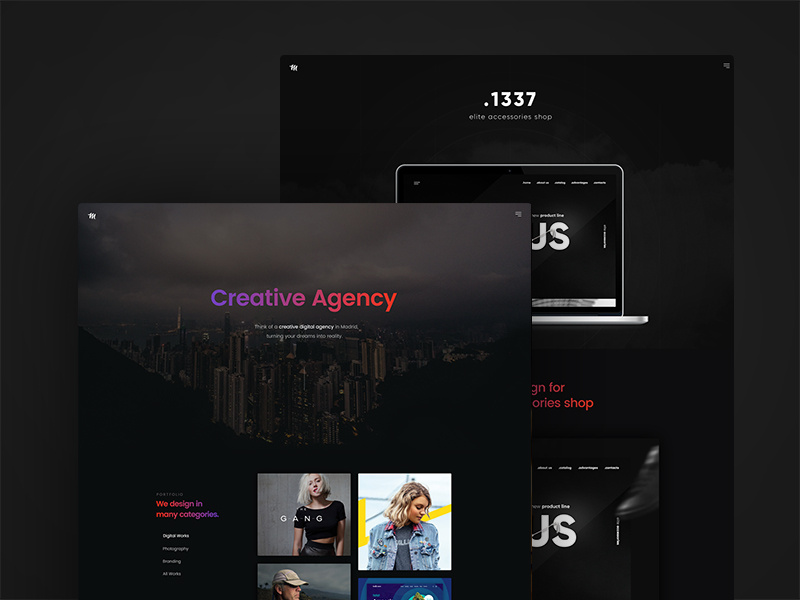 .1337
elite accessories shop
home about us catalog advantages contacts
product line
US
Creative Agency
Think of a creative digital agency in Madrid,
turning your dreams into reality.
gn for
ories shop
PORTFOLIO
We design in
many categories.
Digital Works
Photography
Branding
All Works
GANG
about us catalog advantages contacts
product line
US